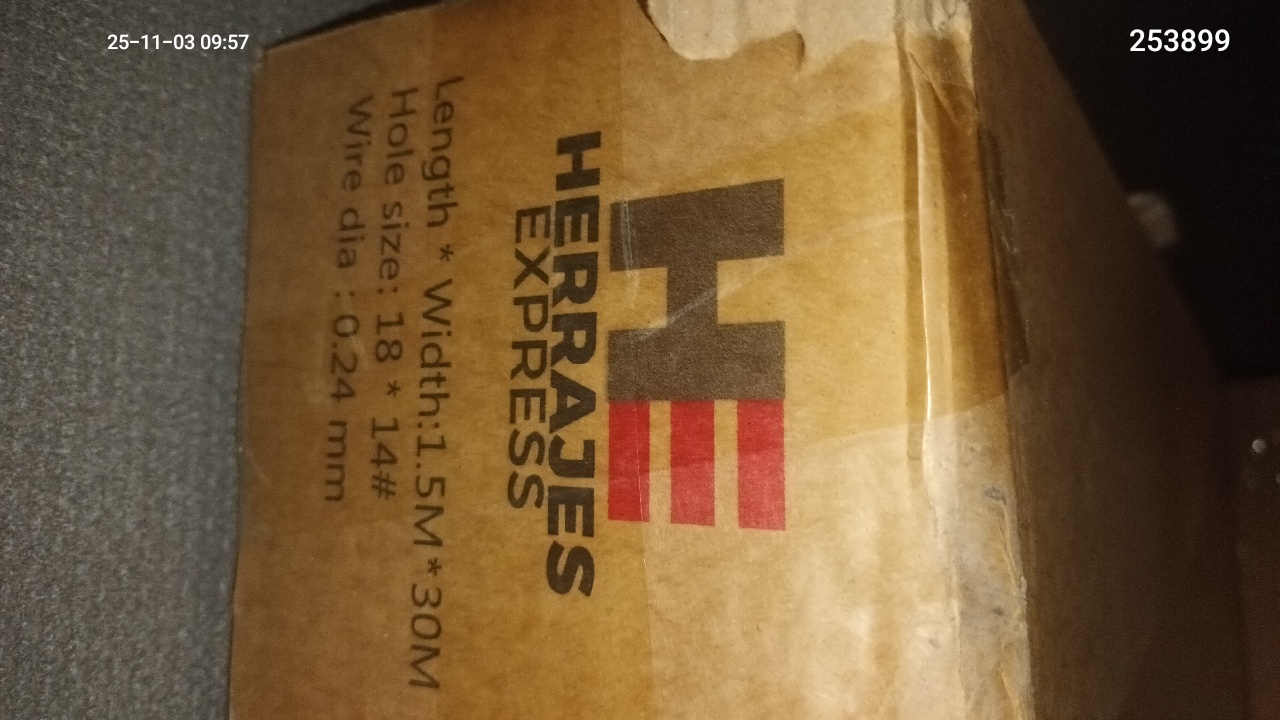 25-11-03 09:57
253899
HE
HERRAJES
EXPRESS
Length * Width:1.5M*30M
Hole size: 18 * 14#
Wire dia :0.24 mm